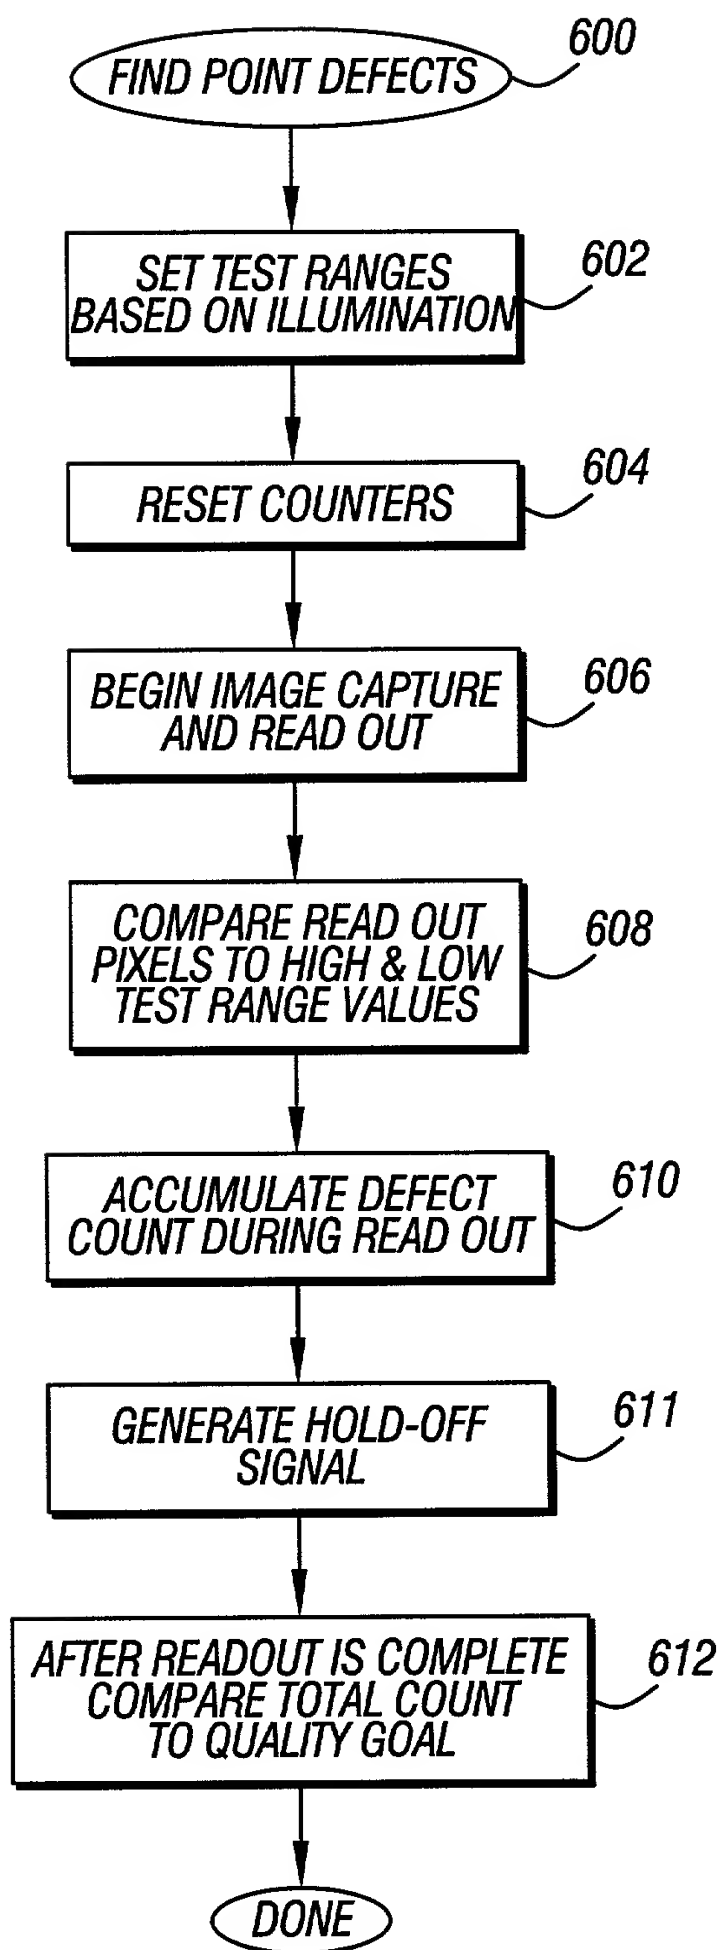 FIND POINT DEFECTS
600
SET TEST RANGES
BASED ON ILLUMINATION
602
RESET COUNTERS
604
BEGIN IMAGE CAPTURE
AND READ OUT
606
COMPARE READ OUT
PIXELS TO HIGH & LOW
TEST RANGE VALUES
608
ACCUMULATE DEFECT
COUNT DURING READ OUT
610
GENERATE HOLD-OFF
SIGNAL
611
AFTER READOUT IS COMPLETE
COMPARE TOTAL COUNT
TO QUALITY GOAL
612
DONE